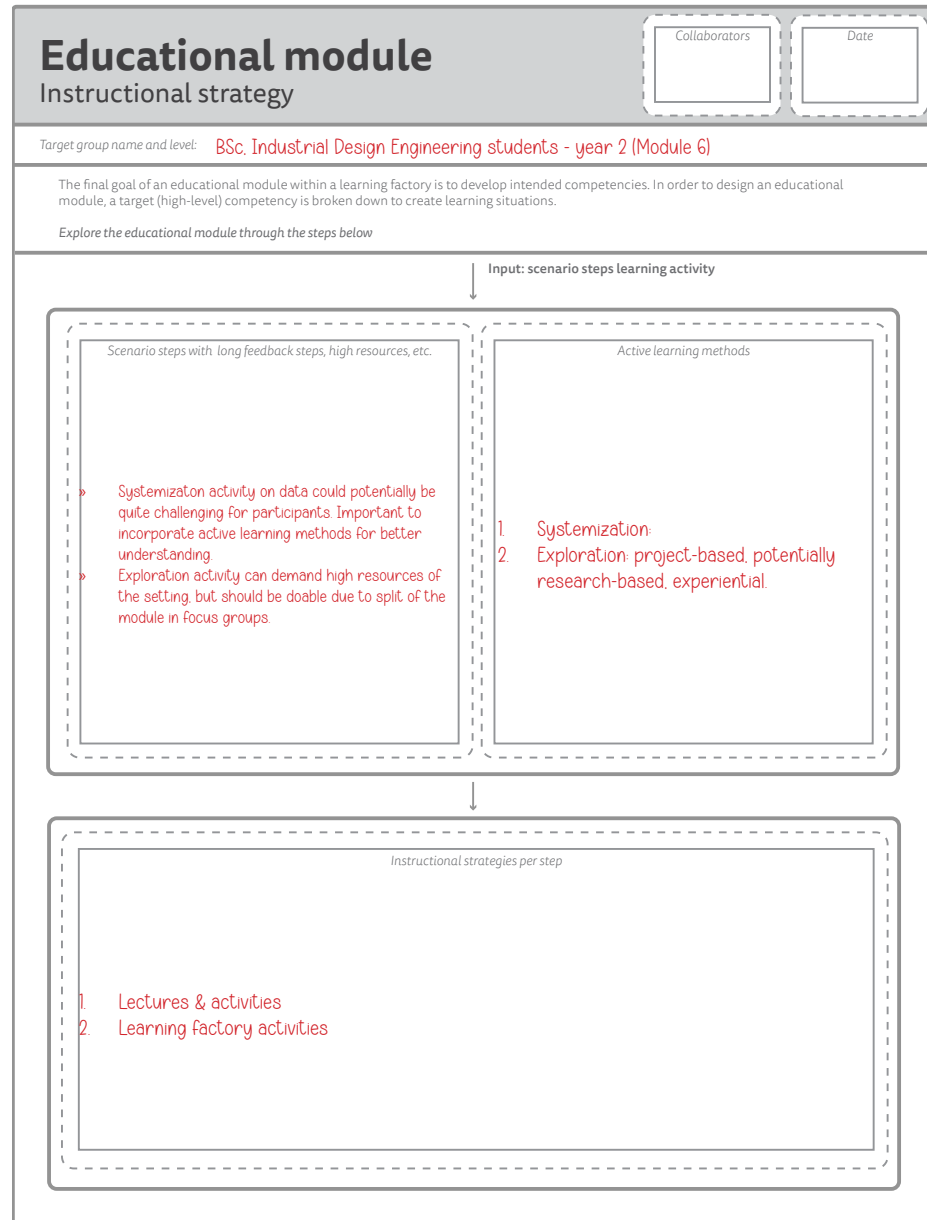 Educational module
Instructional strategy
Collaborators
Date
Target group name and level: BSc, Industrial Design Engineering students - year 2 (Module 6)
The final goal of an educational module within a learning factory is to develop intended competencies. In order to design an educational
module, a target (high-level) competency is broken down to create learning situations.
Explore the educational module through the steps below
Input: scenario steps learning activity
Scenario steps with long feedback steps, high resources, etc.
» Systemizaton activity on data could potentially be
quite challenging for participants. Important to
incorporate active learning methods for better
understanding.
» Exploration activity can demand high resources of
the setting, but should be doable due to split of the
module in focus groups.
Active learning methods
1. Systemization:
2. Exploration: project-based, potentially
research-based, experiential.
Instructional strategies per step
1. Lectures & activities
2. Learning factory activities